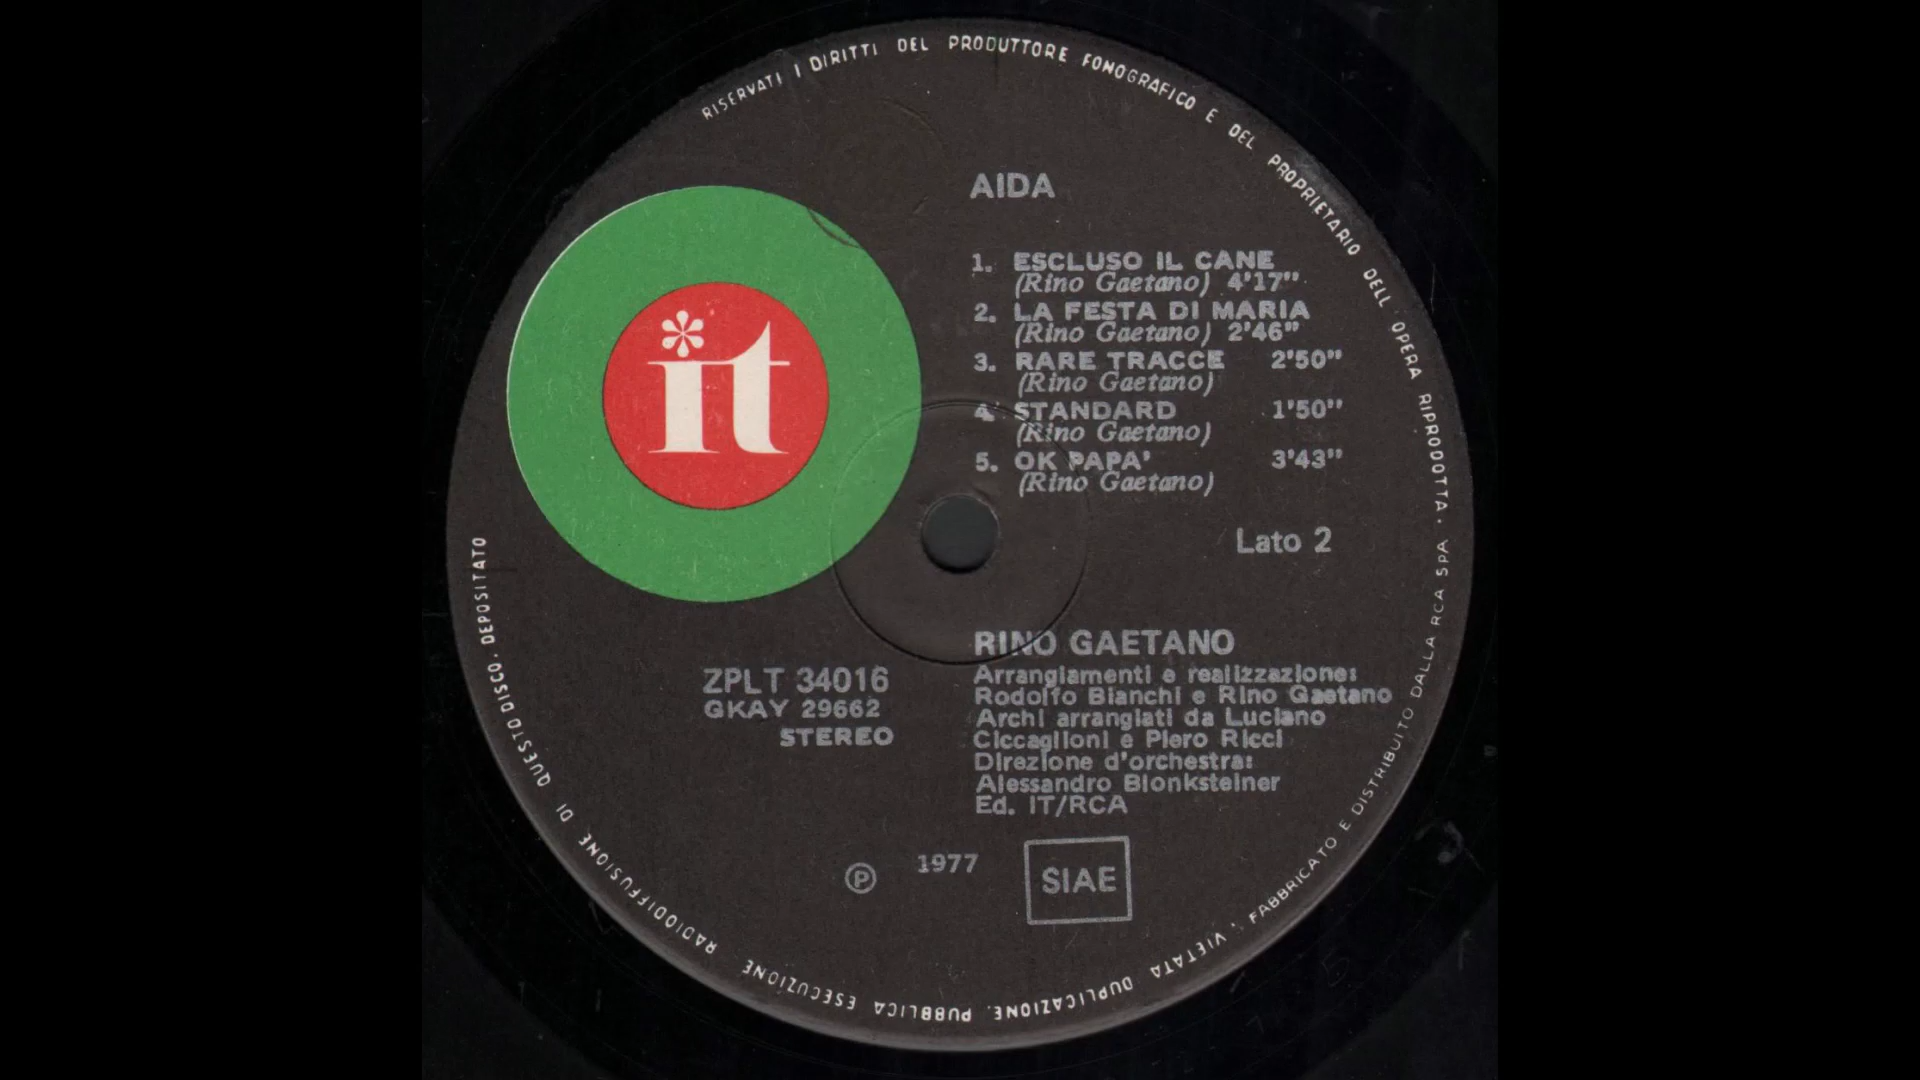 RISERVATI I DIRITTI DEL PRODUTTORE FONOGRAFICO E DEL PROPRIETARIO DELL'OPERA RIPRODOTTA. FABBRICATO E DISTRIBUITO DALLA RCA SPA
AIDA
it
1. ESCLUSO IL CANE
(Rino Gaetano) 4'17"
2. LA FESTA DI MARIA
(Rino Gaetano) 2'46"
3. RARE TRACCE 2'50"
(Rino Gaetano)
4. STANDARD 1'50"
(Rino Gaetano)
5. OK PAPA' 3'43"
(Rino Gaetano)
Lato 2
RINO GAETANO
Arrangiamenti e realizzazione:
Rodolfo Bianchi e Rino Gaetano
Archi arrangiati da Luciano
Ciccaglioni e Piero Ricci
Direzione d'orchestra:
Alessandro Blonksteiner
Ed. IT/RCA
ZPLT 34016
GKAY 29662
STEREO
℗ 1977
SIAE
VIETATA DUPLICAZIONE. PUBBLICA ESECUZIONE RADIODIFFUSIONE DI QUESTO DISCO. DEPOSITATO